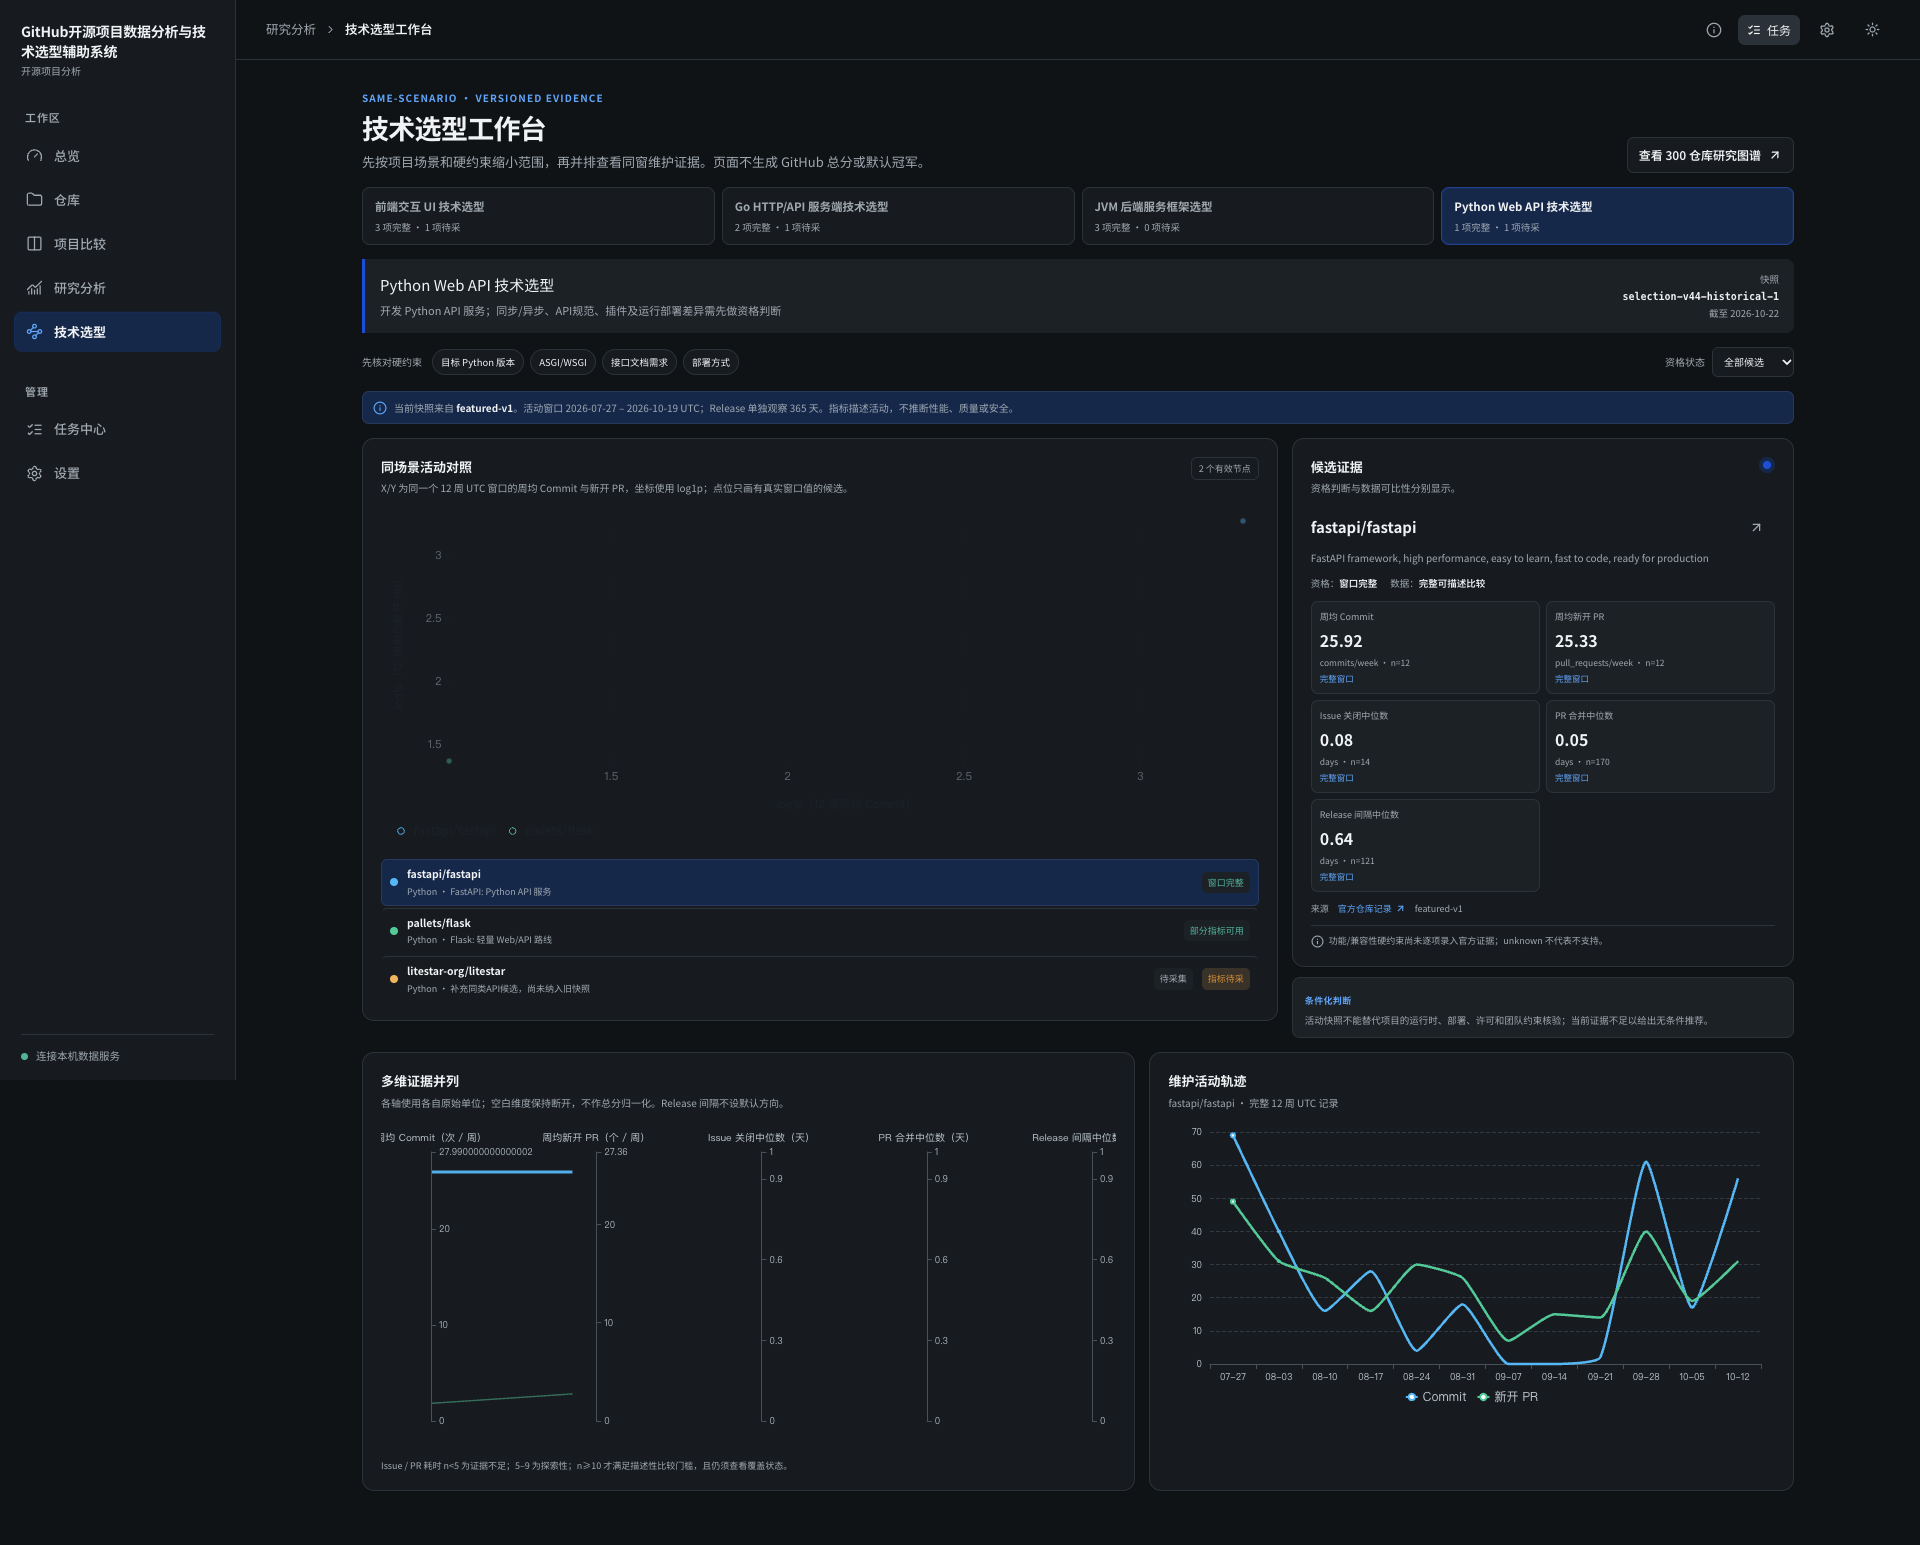 GitHub开源项目数据分析与技
术选型辅助系统
开源项目分析
工作区
总览
仓库
项目比较
研究分析
技术选型
管理
任务中心
设置
连接本机数据服务
研究分析 > 技术选型工作台
任务
SAME-SCENARIO • VERSIONED EVIDENCE
技术选型工作台
先按项目场景和硬约束缩小范围，再并排查看同窗维护证据。页面不生成 GitHub 总分或默认冠军。
查看 300 仓库研究图谱
前端交互 UI 技术选型
3 项完整 • 1 项待采
Go HTTP/API 服务端技术选型
2 项完整 • 1 项待采
JVM 后端服务框架选型
3 项完整 • 0 项待采
Python Web API 技术选型
1 项完整 • 1 项待采
Python Web API 技术选型
开发 Python API 服务；同步/异步、API规范、插件及运行部署差异需先做资格判断
快照
selection-v44-historical-1
截至 2026-10-22
先核对硬约束 目标 Python 版本 ASGI/WSGI 接口文档需求 部署方式
资格状态 全部候选
当前快照来自 featured-v1。活动窗口 2026-07-27 – 2026-10-19 UTC；Release 单独观察 365 天。指标描述活动，不推断性能、质量或安全。
同场景活动对照
2 个有效节点
X/Y 为同一个 12 周 UTC 窗口的周均 Commit 与新开 PR，坐标使用 log1p；点位只画有真实窗口值的候选。
3
2.5
2
1.5
1.5 2 2.5 3
fastapi/fastapi
Python • FastAPI: Python API 服务
窗口完整
pallets/flask
Python • Flask: 轻量 Web/API 路线
部分指标可用
litestar-org/litestar
Python • 补充同类API候选，尚未纳入旧快照
待采集 指标待采
候选证据
资格判断与数据可比性分别显示。
fastapi/fastapi
FastAPI framework, high performance, easy to learn, fast to code, ready for production
资格： 窗口完整 数据： 完整可描述比较
周均 Commit
25.92
commits/week • n=12
完整窗口
周均新开 PR
25.33
pull_requests/week • n=12
完整窗口
Issue 关闭中位数
0.08
days • n=14
完整窗口
PR 合并中位数
0.05
days • n=170
完整窗口
Release 间隔中位数
0.64
days • n=121
完整窗口
来源 官方仓库记录 featured-v1
功能/兼容性硬约束尚未逐项录入官方证据；unknown 不代表不支持。
条件化判断
活动快照不能替代项目的运行时、部署、许可和团队约束核验；当前证据不足以给出无条件推荐。
多维证据并列
各轴使用各自原始单位；空白维度保持断开，不作总分归一化。Release 间隔不设默认方向。
周均 Commit（次 / 周）
27.990000000000002
20
10
0
周均新开 PR（个 / 周）
27.36
20
10
0
Issue 关闭中位数（天）
1
0.9
0.6
0.3
0
PR 合并中位数（天）
1
0.9
0.6
0.3
0
Release 间隔中位数
1
0.9
0.6
0.3
0
Issue / PR 耗时 n<5 为证据不足；5–9 为探索性；n≥10 才满足描述性比较门槛，且仍须查看覆盖状态。
维护活动轨迹
fastapi/fastapi • 完整 12 周 UTC 记录
70
60
50
40
30
20
10
0
07-27 08-03 08-10 08-17 08-24 08-31 09-07 09-14 09-21 09-28 10-05 10-12
Commit 新开 PR